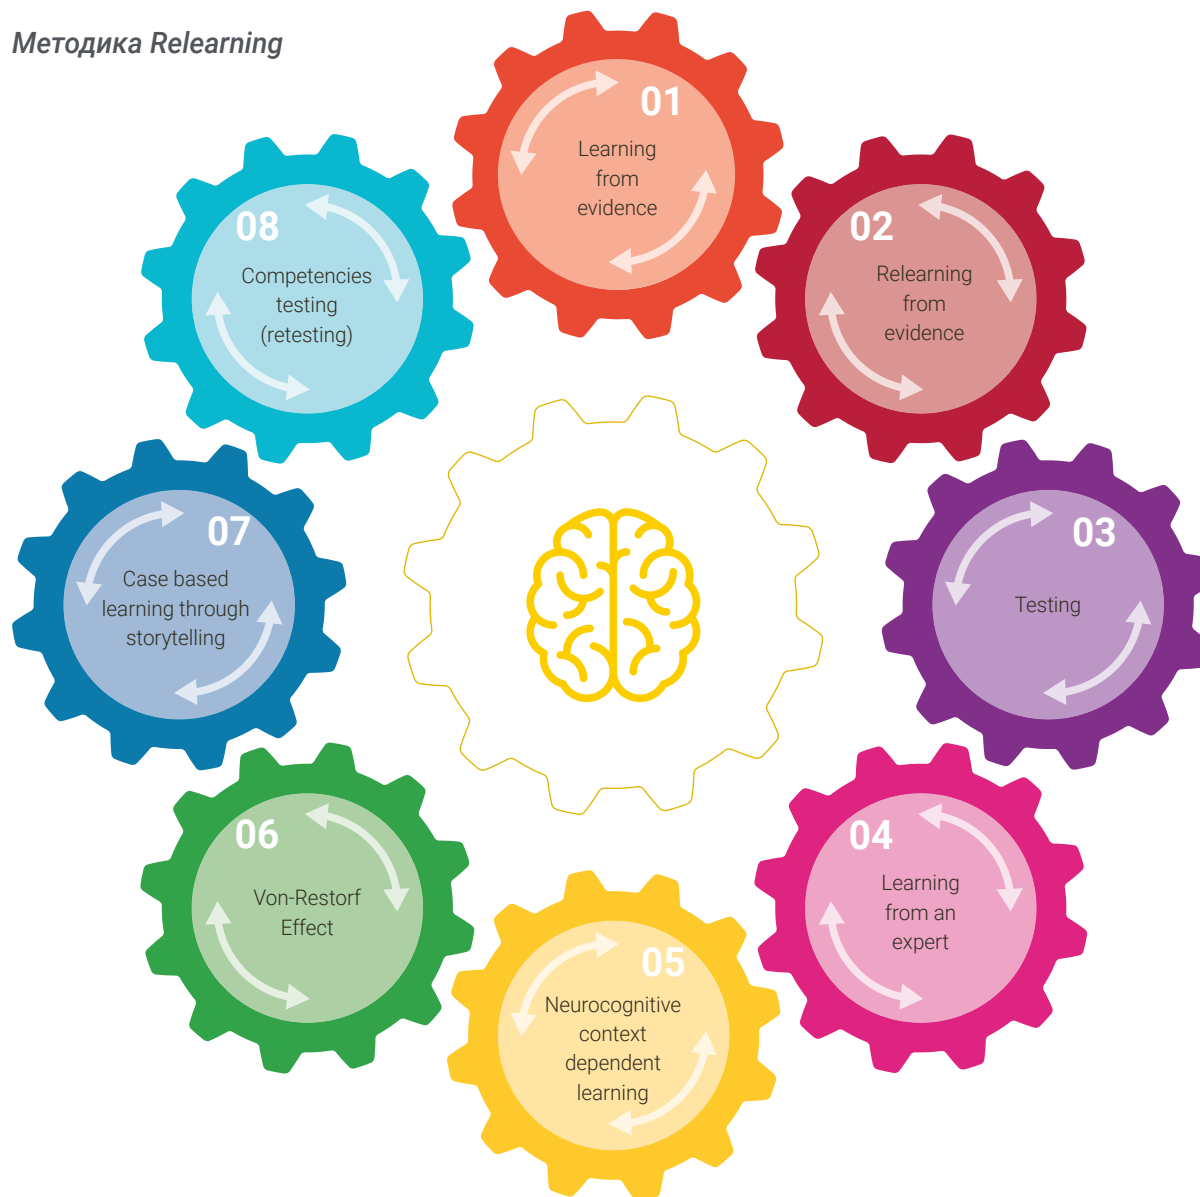 Методика Relearning
01
Learning
from
evidence
02
Relearning
from
evidence
03
Testing
04
Learning
from an
expert
05
Neurocognitive
context
dependent
learning
06
Von-Restorf
Effect
07
Case based
learning through
storytelling
08
Competencies
testing
(retesting)